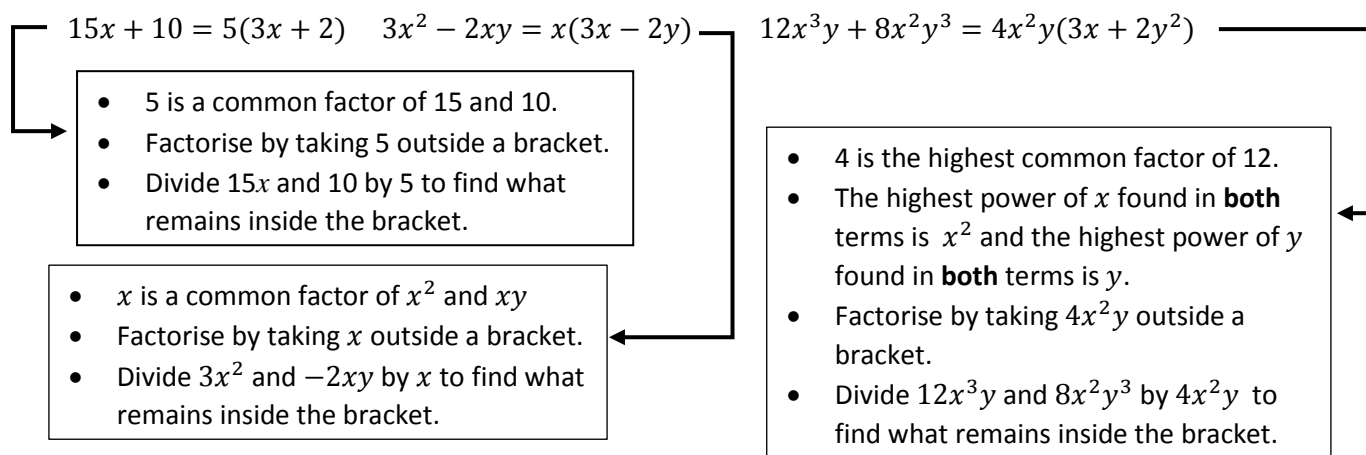 15x + 10 = 5(3x + 2) 3x² − 2xy = x(3x − 2y) 12x³y + 8x²y³ = 4x²y(3x + 2y²)
• 5 is a common factor of 15 and 10.
• Factorise by taking 5 outside a bracket.
• Divide 15x and 10 by 5 to find what
remains inside the bracket.
• x is a common factor of x² and xy
• Factorise by taking x outside a bracket.
• Divide 3x² and −2xy by x to find what
remains inside the bracket.
• 4 is the highest common factor of 12.
• The highest power of x found in both
terms is x² and the highest power of y
found in both terms is y.
• Factorise by taking 4x²y outside a
bracket.
• Divide 12x³y and 8x²y³ by 4x²y to
find what remains inside the bracket.